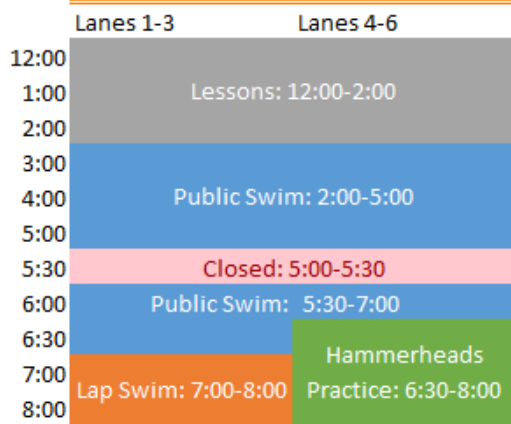 Lanes 1-3 Lanes 4-6
12:00
1:00 Lessons: 12:00-2:00
2:00
3:00
4:00 Public Swim: 2:00-5:00
5:00
5:30 Closed: 5:00-5:30
6:00 Public Swim: 5:30-7:00
6:30
Hammerheads
7:00
Lap Swim: 7:00-8:00 Practice: 6:30-8:00
8:00